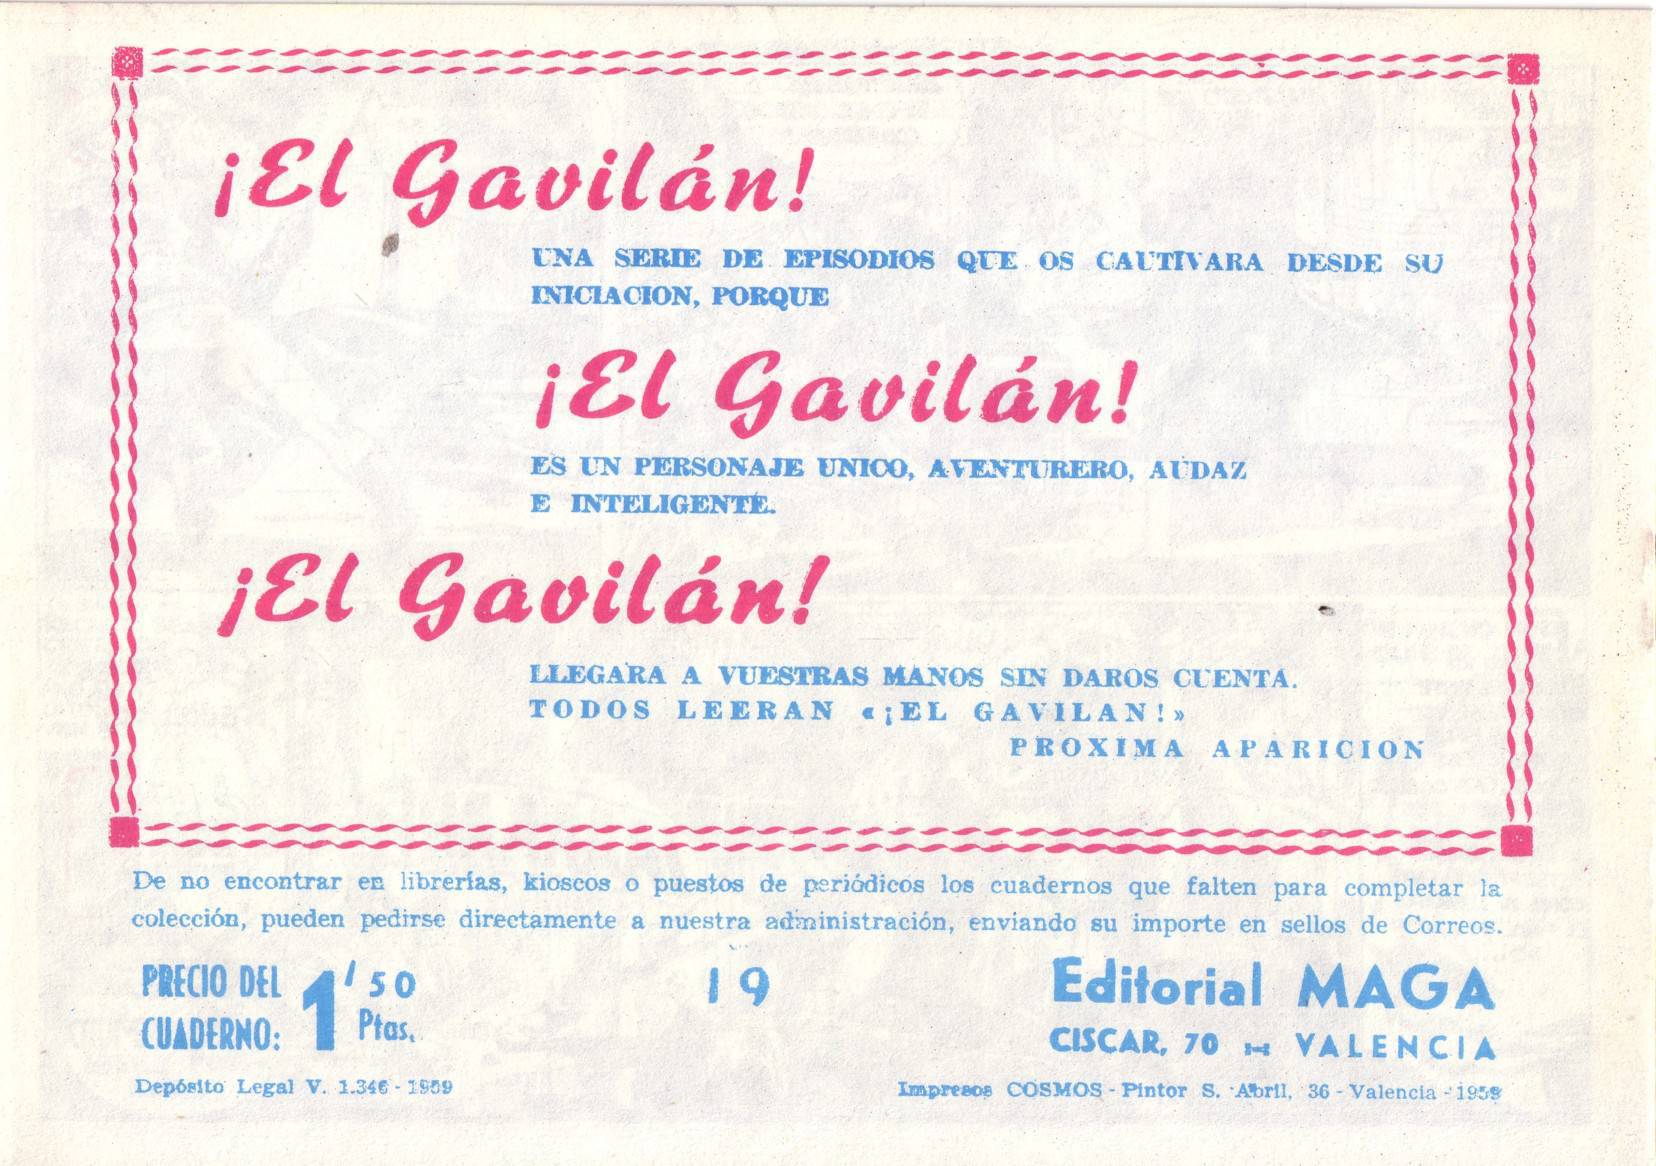 ¡El Gavilán!
UNA SERIE DE EPISODIOS QUE OS CAUTIVARA DESDE SU
INICIACION, PORQUE
¡El Gavilán!
ES UN PERSONAJE UNICO, AVENTURERO, AUDAZ
E INTELIGENTE.
¡El Gavilán!
LLEGARA A VUESTRAS MANOS SIN DAROS CUENTA.
TODOS LEERAN «¡EL GAVILAN!»
PROXIMA APARICION
De no encontrar en librerías, kioscos o puestos de periódicos los cuadernos que falten para completar la
colección, pueden pedirse directamente a nuestra administración, enviando su importe en sellos de Correos.
PRECIO DEL CUADERNO: 1'50 Ptas.
19
Editorial MAGA
CISCAR, 70 - VALENCIA
Depósito Legal V. 1.346 - 1959
Impresos COSMOS - Pintor S. Abril, 36 - Valencia - 1959